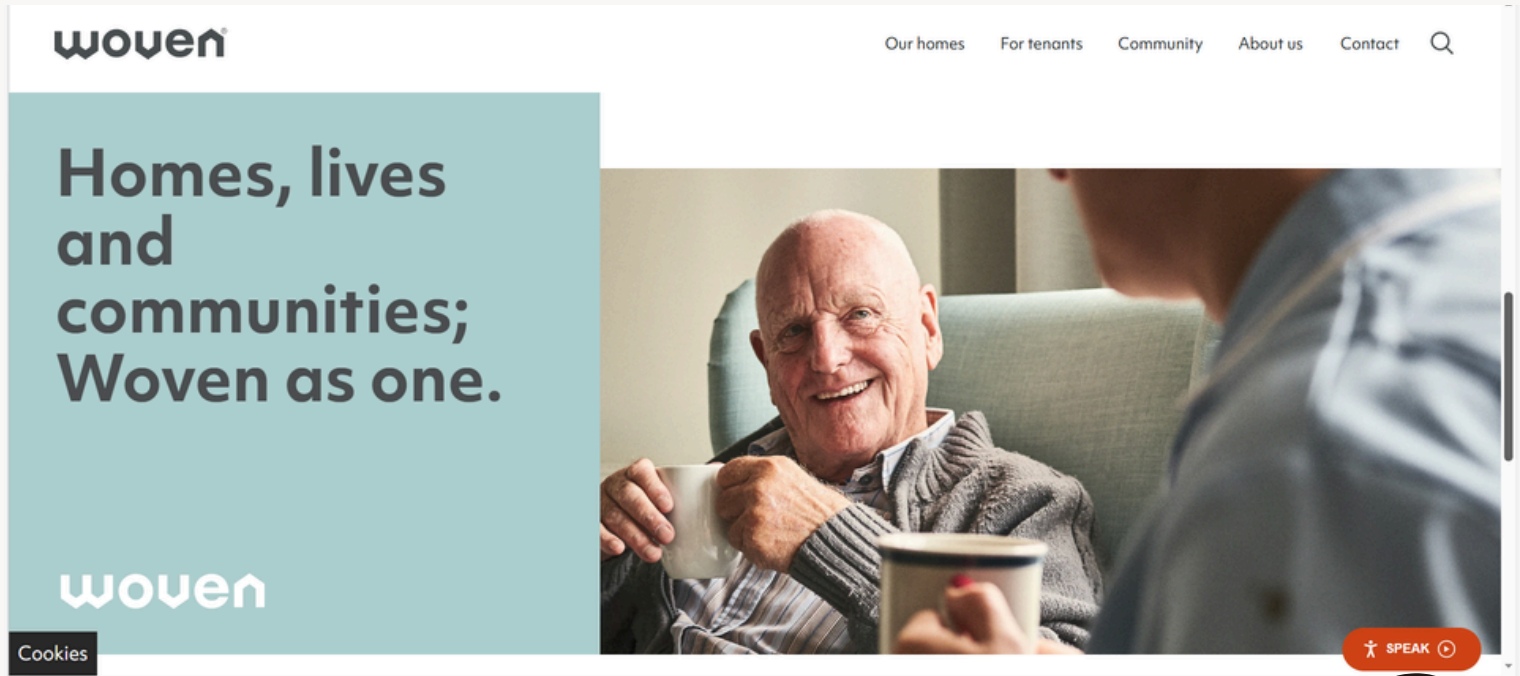 woven®
Our homes
For tenants
Community
About us
Contact
Homes, lives
and
communities;
Woven as one.
woven
Cookies
SPEAK